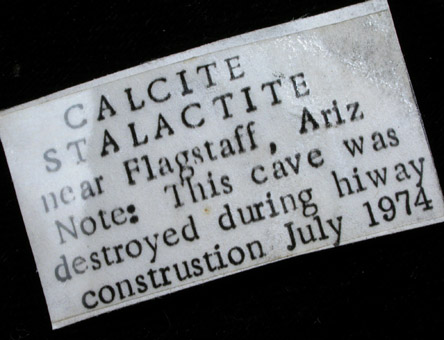 CALCITE
STALACTITE
near Flagstaff, Ariz
Note: This cave was
destroyed during hiway
construstion July 1974